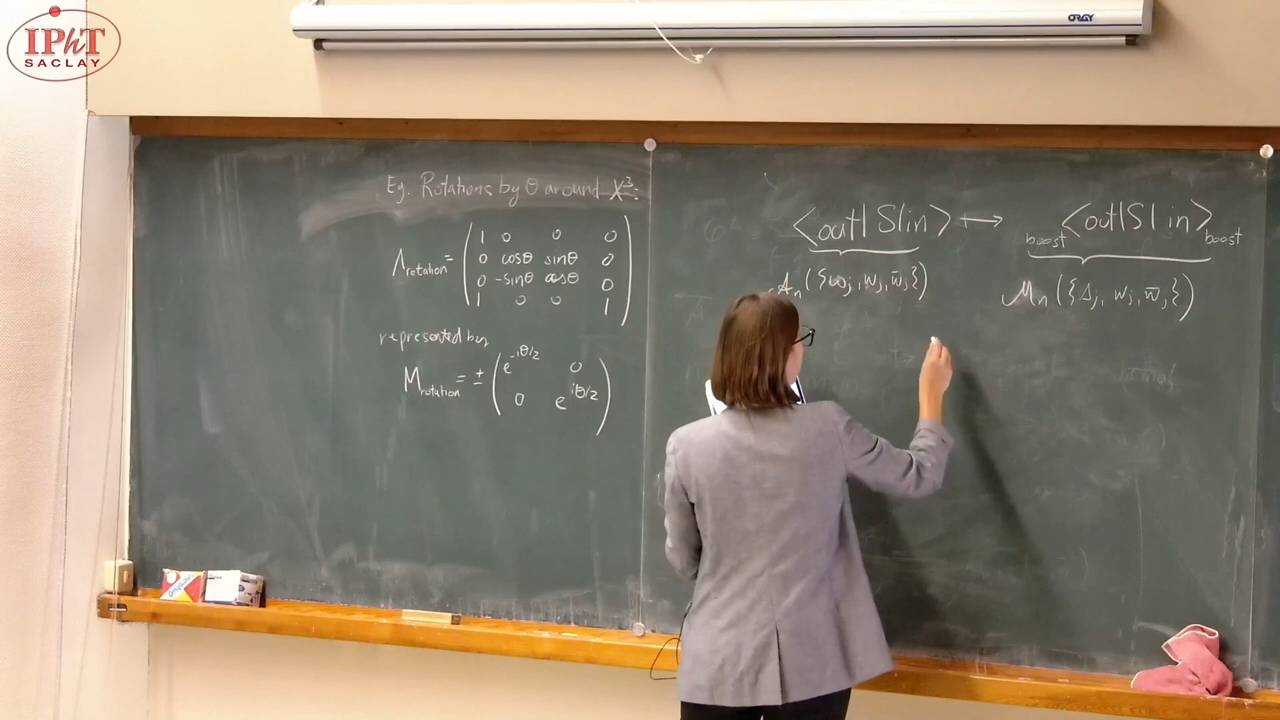 IPhT
SACLAY
ORAY
Eg. Rotations by θ around X³:
Λrotation = ( 1 0 0 0
0 cosθ sinθ 0
0 -sinθ cosθ 0
1 0 0 1 )
represented by
Mrotation = ± ( e^{-iθ/2} 0
0 e^{iθ/2} )
<out|S|in> ↔ boost<out|S|in>boost
𝒜n({ωj, wj, w̄j}) ℳn({Δj, wj, w̄j})